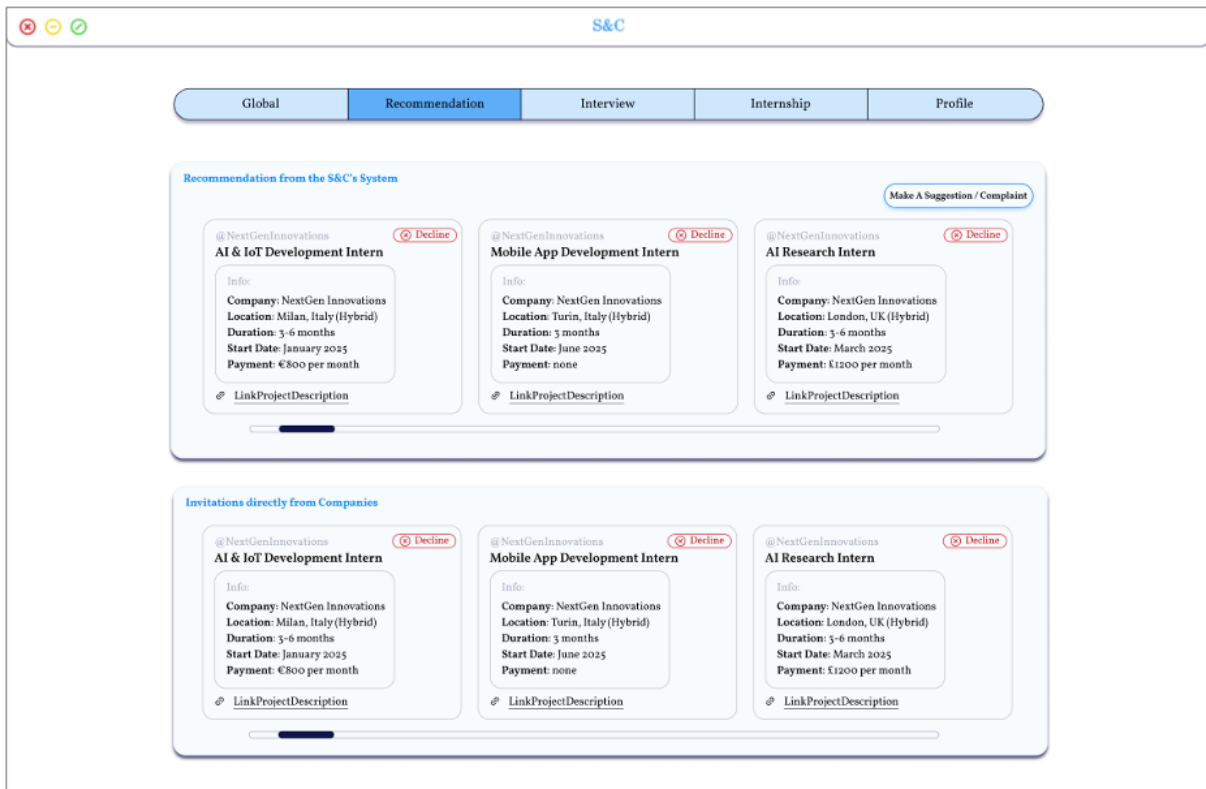 S&C
Global
Recommendation
Interview
Internship
Profile
Recommendation from the S&C's System
Make A Suggestion / Complaint
@NextGenInnovations
Decline
AI & IoT Development Intern
Info:
Company: NextGen Innovations
Location: Milan, Italy (Hybrid)
Duration: 3-6 months
Start Date: January 2025
Payment: €800 per month
LinkProjectDescription
@NextGenInnovations
Decline
Mobile App Development Intern
Info:
Company: NextGen Innovations
Location: Turin, Italy (Hybrid)
Duration: 3 months
Start Date: June 2025
Payment: none
LinkProjectDescription
@NextGenInnovations
Decline
AI Research Intern
Info:
Company: NextGen Innovations
Location: London, UK (Hybrid)
Duration: 3-6 months
Start Date: March 2025
Payment: £1200 per month
LinkProjectDescription
Invitations directly from Companies
@NextGenInnovations
Decline
AI & IoT Development Intern
Info:
Company: NextGen Innovations
Location: Milan, Italy (Hybrid)
Duration: 3-6 months
Start Date: January 2025
Payment: €800 per month
LinkProjectDescription
@NextGenInnovations
Decline
Mobile App Development Intern
Info:
Company: NextGen Innovations
Location: Turin, Italy (Hybrid)
Duration: 3 months
Start Date: June 2025
Payment: none
LinkProjectDescription
@NextGenInnovations
Decline
AI Research Intern
Info:
Company: NextGen Innovations
Location: London, UK (Hybrid)
Duration: 3-6 months
Start Date: March 2025
Payment: £1200 per month
LinkProjectDescription